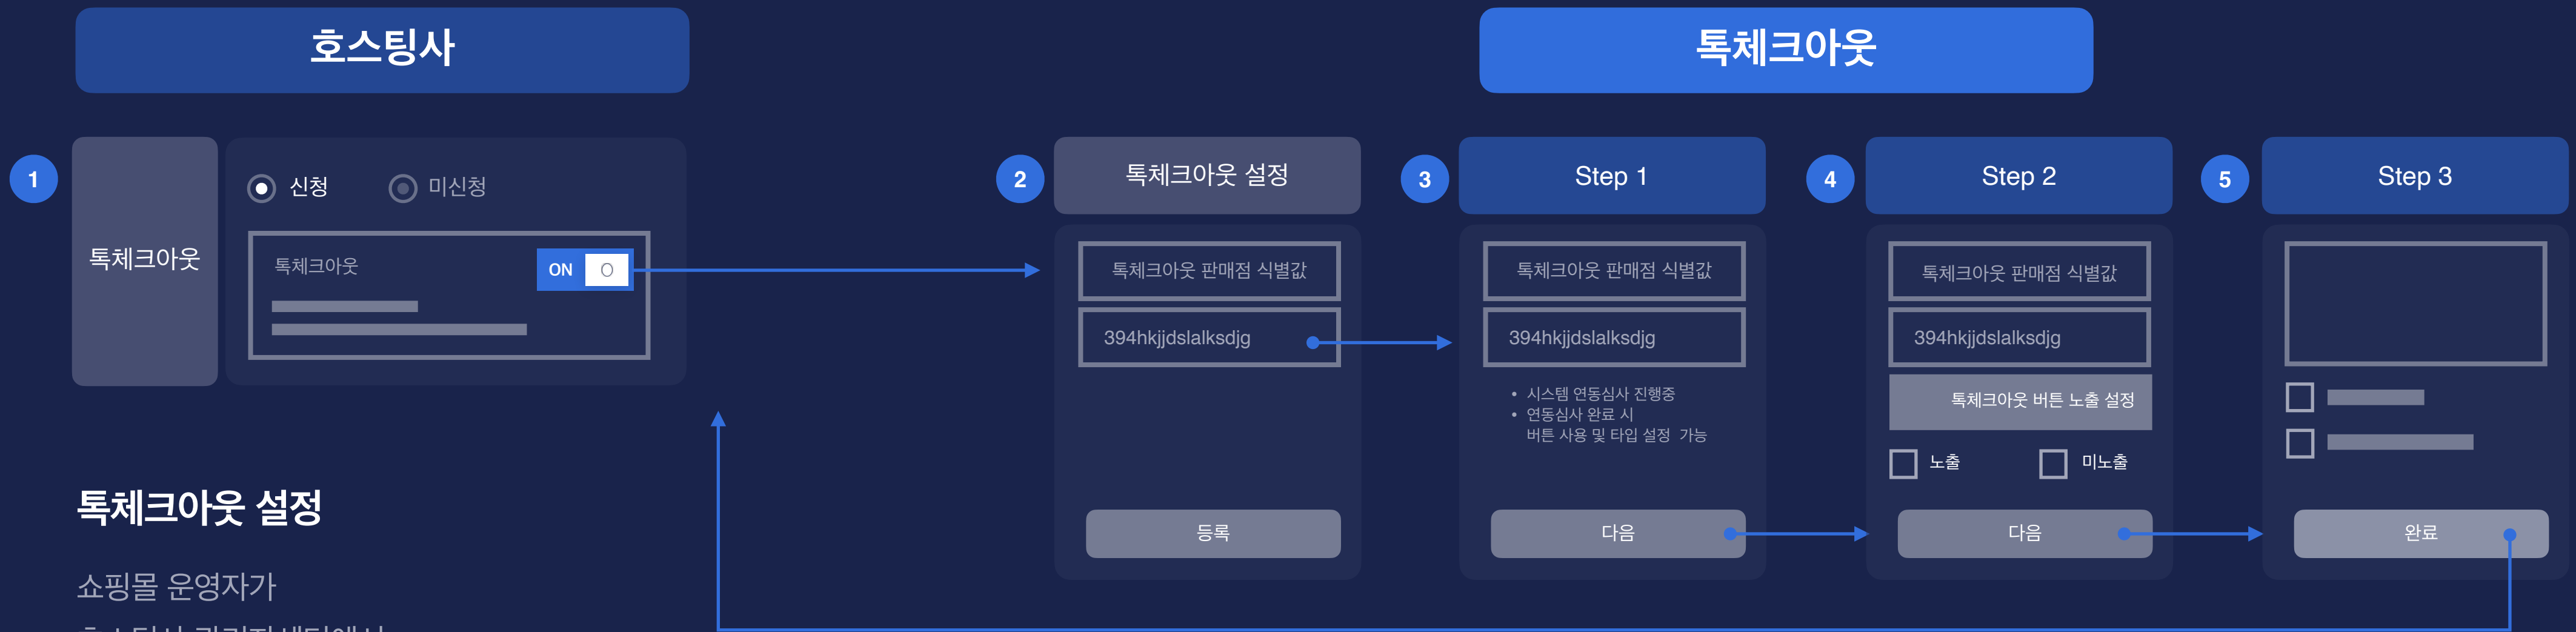 호스팅사
톡체크아웃
1
톡체크아웃
신청
미신청
톡체크아웃
ON
2
톡체크아웃 설정
톡체크아웃 판매점 식별값
394hkjjdslalksdjg
등록
3
Step 1
톡체크아웃 판매점 식별값
394hkjjdslalksdjg
• 시스템 연동심사 진행중
• 연동심사 완료 시
버튼 사용 및 타입 설정 가능
다음
4
Step 2
톡체크아웃 판매점 식별값
394hkjjdslalksdjg
톡체크아웃 버튼 노출 설정
노출
미노출
다음
5
Step 3
완료
톡체크아웃 설정
쇼핑몰 운영자가